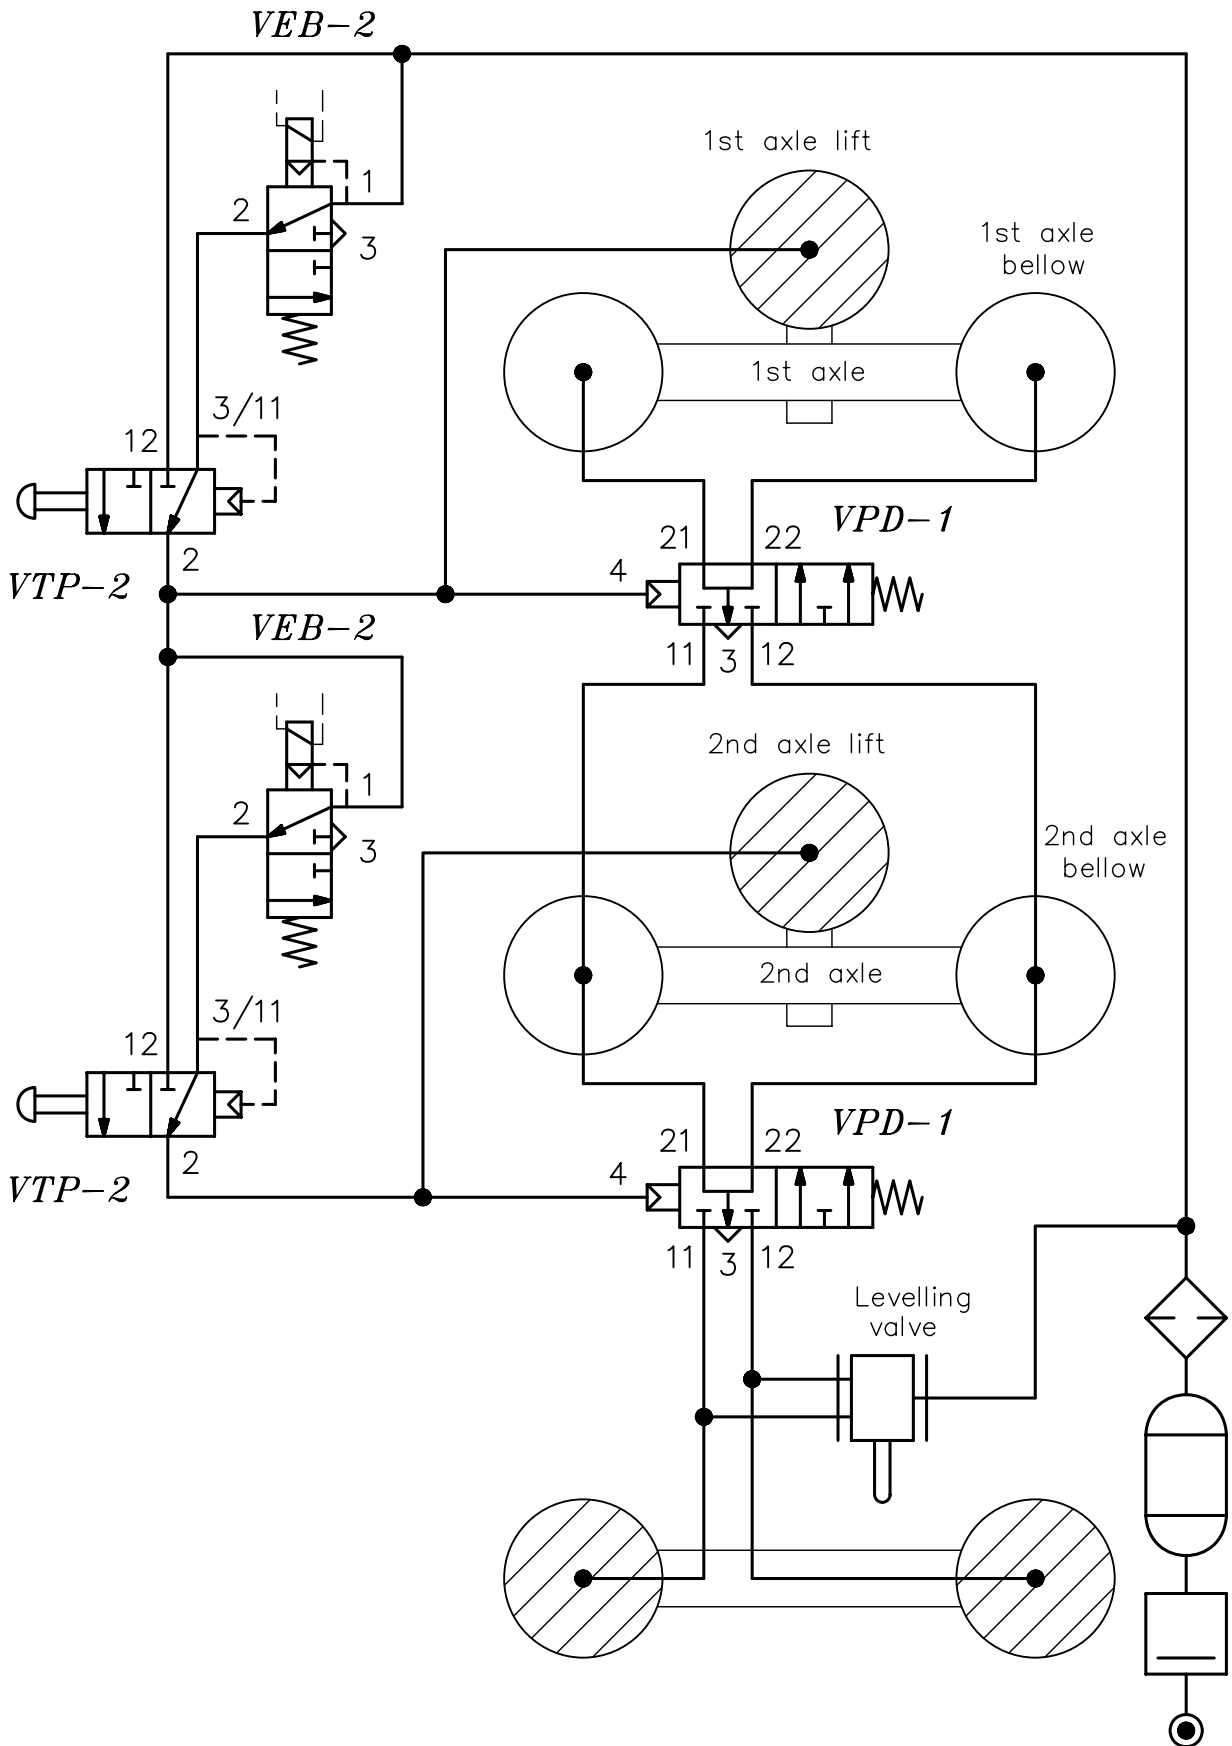 VEB-2
1st axle lift
1
2
3
1st axle
bellow
1st axle
3/11
12
2
VTP-2
VPD-1
21
22
4
11
3
12
VEB-2
1
2
3
2nd axle lift
2nd axle
bellow
2nd axle
3/11
12
2
VTP-2
VPD-1
21
22
4
11
3
12
Levelling
valve